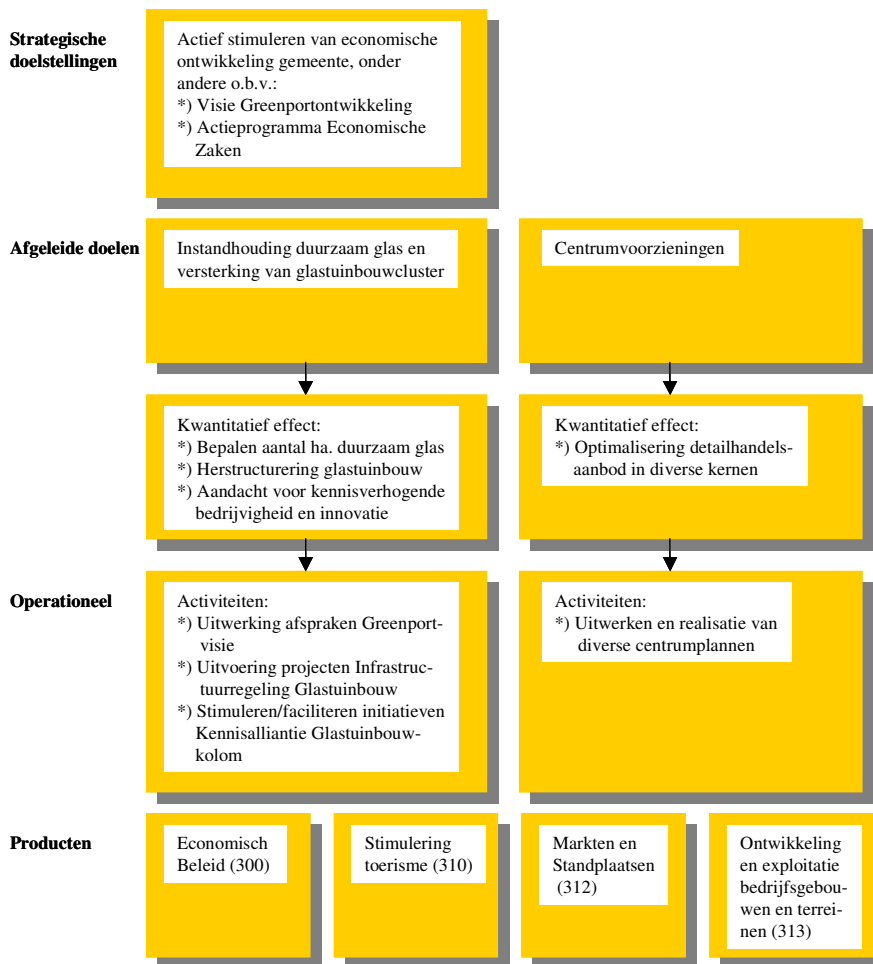 Strategische
doelstellingen
Actief stimuleren van economische
ontwikkeling gemeente, onder
andere o.b.v.:
*) Visie Greenportontwikkeling
*) Actieprogramma Economische
Zaken
Afgeleide doelen
Instandhouding duurzaam glas en
versterking van glastuinbouwcluster
Centrumvoorzieningen
Kwantitatief effect:
*) Bepalen aantal ha. duurzaam glas
*) Herstructurering glastuinbouw
*) Aandacht voor kennisverhogende
bedrijvigheid en innovatie
Kwantitatief effect:
*) Optimalisering detailhandels-
aanbod in diverse kernen
Operationeel
Activiteiten:
*) Uitwerking afspraken Greenport-
visie
*) Uitvoering projecten Infrastruc-
tuurregeling Glastuinbouw
*) Stimuleren/faciliteren initiatieven
Kennisalliantie Glastuinbouw-
kolom
Activiteiten:
*) Uitwerken en realisatie van
diverse centrumplannen
Producten
Economisch
Beleid (300)
Stimulering
toerisme (310)
Markten en
Standplaatsen
(312)
Ontwikkeling
en exploitatie
bedrijfsgebou-
wen en terrei-
nen (313)